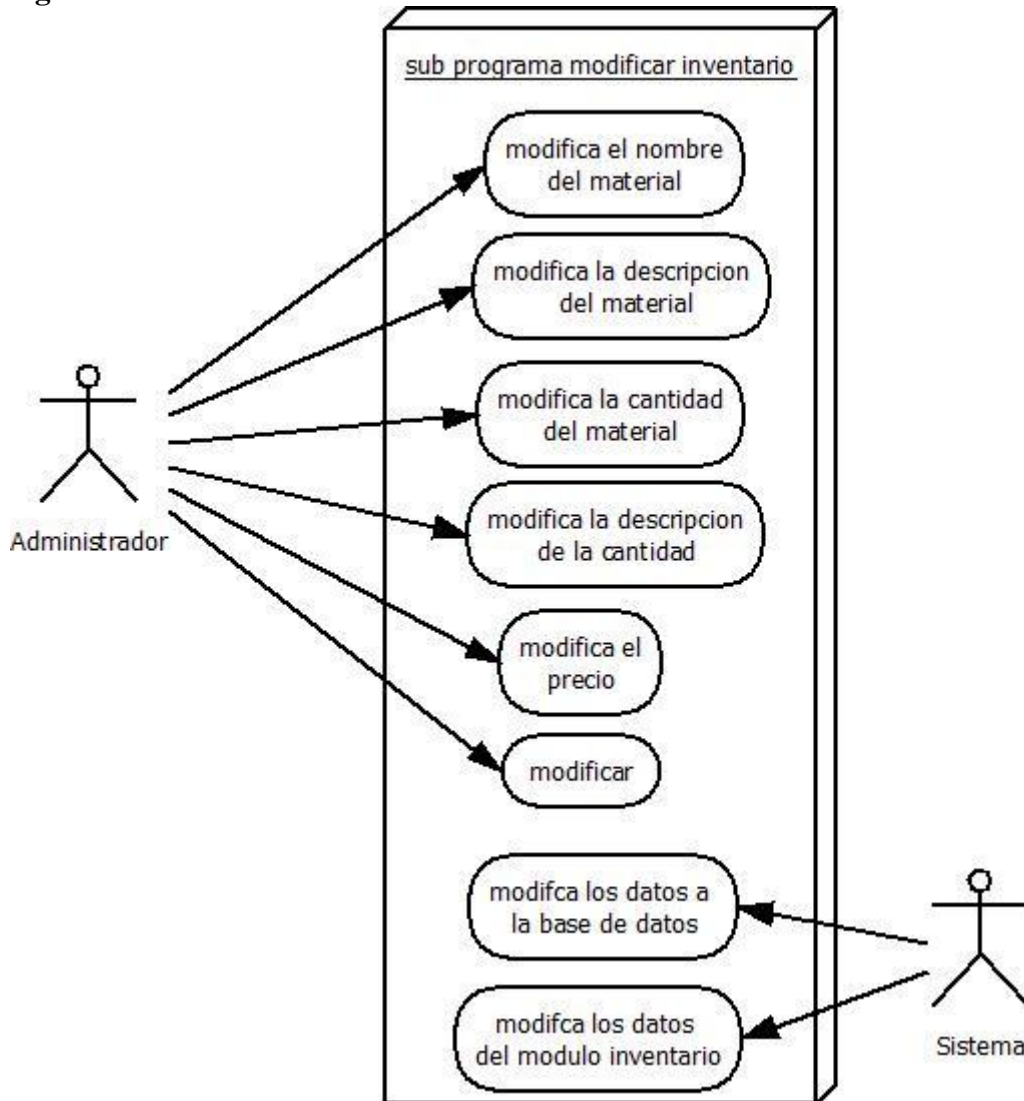 sub programa modificar inventario
modifica el nombre
del material
modifica la descripcion
del material
modifica la cantidad
del material
modifica la descripcion
de la cantidad
modifica el
precio
modificar
Administrador
modifca los datos a
la base de datos
modifca los datos
del modulo inventario
Sistema